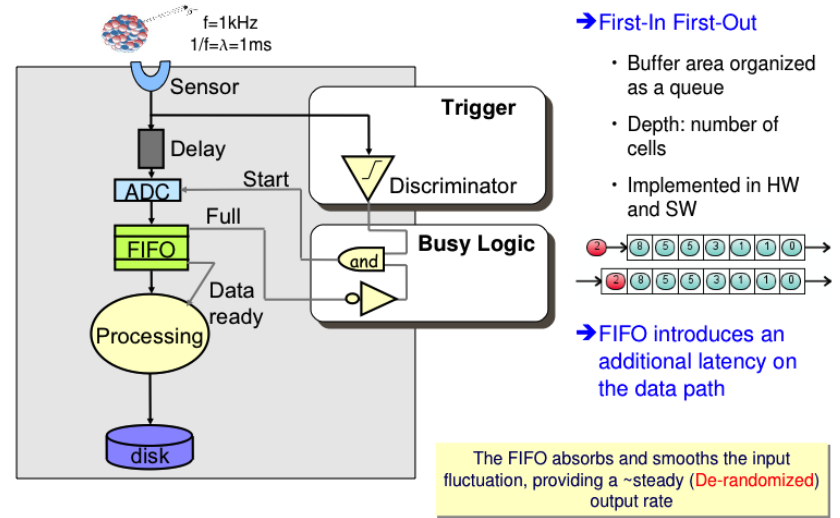 f=1kHz
1/f=λ=1ms
Sensor
Trigger
Delay
ADC
Start
Discriminator
Full
FIFO
Busy Logic
and
Data
ready
Processing
disk
➔First-In First-Out
· Buffer area organized
as a queue
· Depth: number of
cells
· Implemented in HW
and SW
2 8 5 5 3 1 1 0
2 8 5 5 3 1 1 0
➔FIFO introduces an
additional latency on
the data path
The FIFO absorbs and smooths the input
fluctuation, providing a ~steady (De-randomized)
output rate